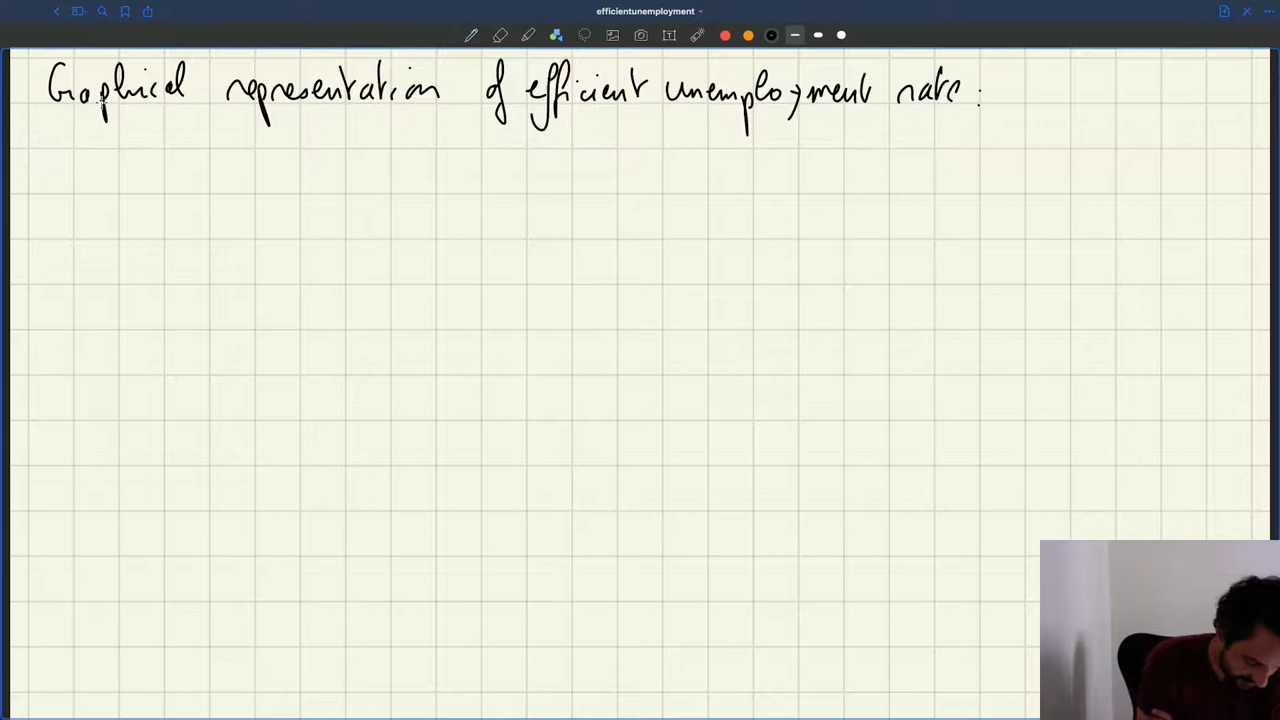 efficientunemployment
Graphical representation of efficient unemployment rate: